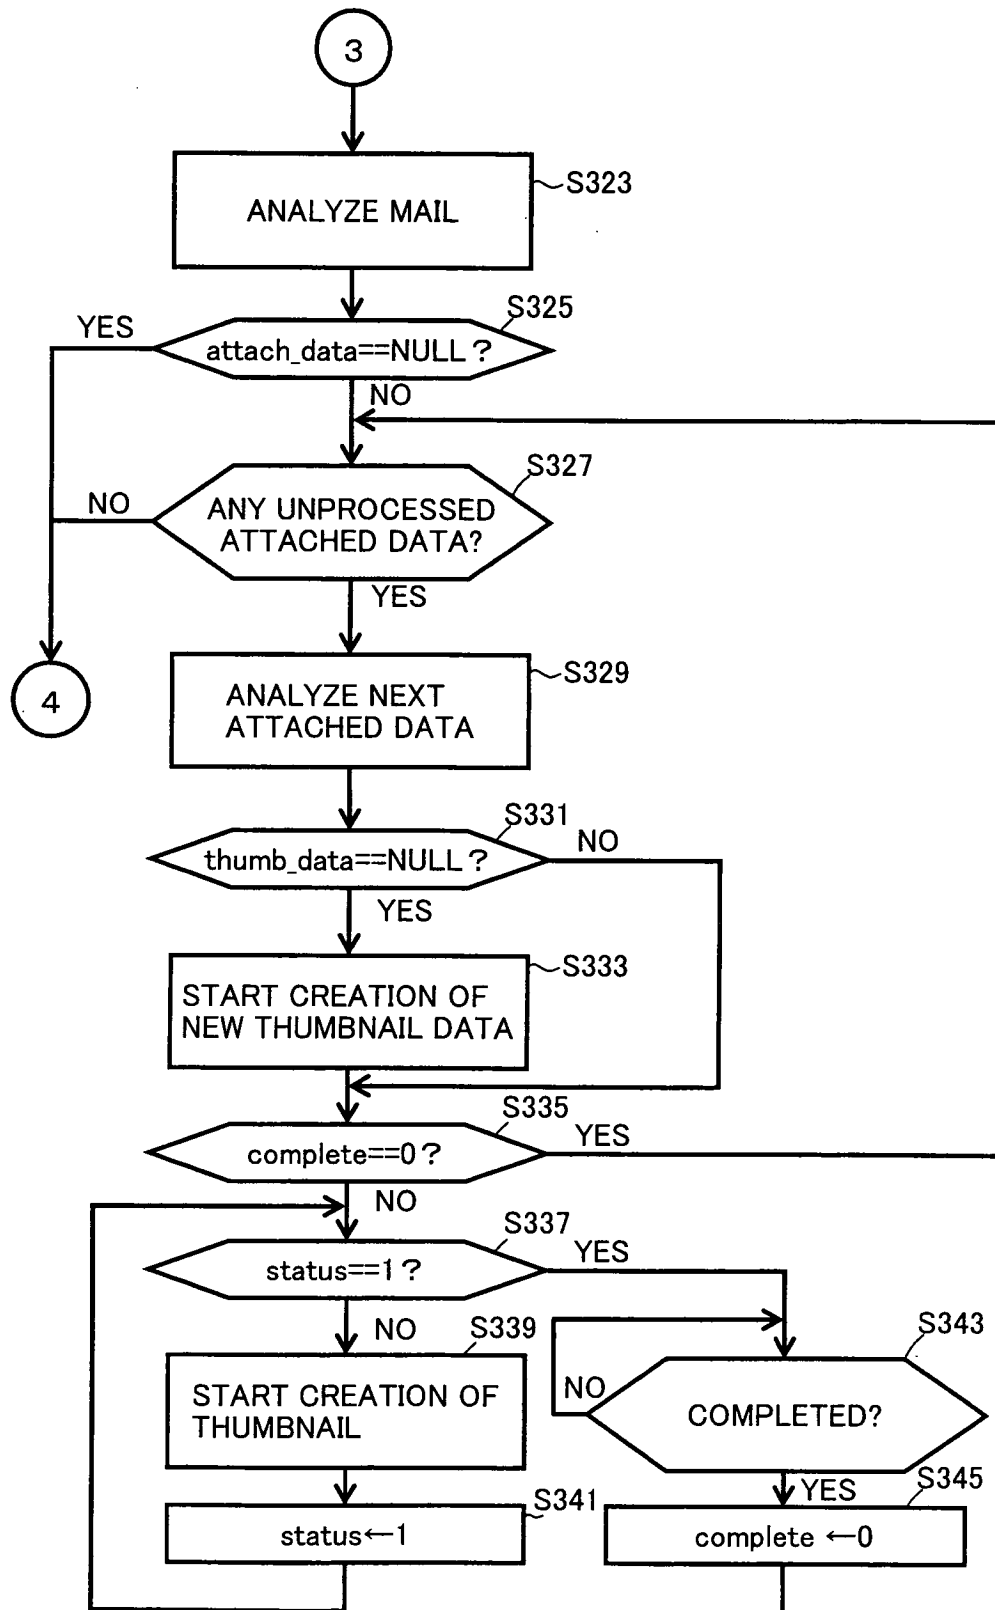 3
ANALYZE MAIL
S323
S325
YES
attach_data==NULL?
NO
S327
NO
ANY UNPROCESSED
ATTACHED DATA?
YES
4
S329
ANALYZE NEXT
ATTACHED DATA
S331
thumb_data==NULL?
NO
YES
S333
START CREATION OF
NEW THUMBNAIL DATA
S335
complete==0?
YES
NO
S337
status==1?
YES
NO
S339
START CREATION OF
THUMBNAIL
S343
NO
COMPLETED?
YES
S341
status←1
S345
complete ←0